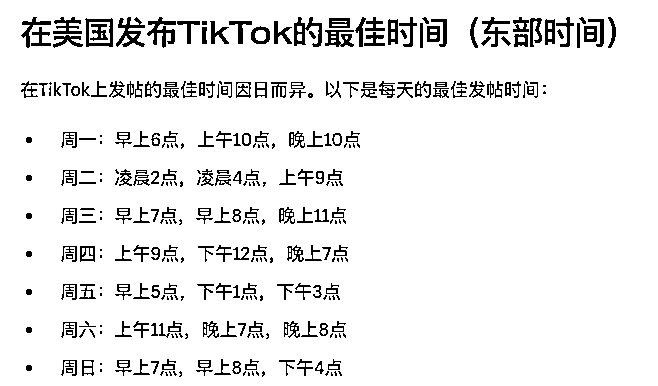 在美国发布TikTok的最佳时间（东部时间）
在TikTok上发帖的最佳时间因日而异。以下是每天的最佳发帖时间：
• 周一：早上6点，上午10点，晚上10点
• 周二：凌晨2点，凌晨4点，上午9点
• 周三：早上7点，早上8点，晚上11点
• 周四：上午9点，下午12点，晚上7点
• 周五：早上5点，下午1点，下午3点
• 周六：上午11点，晚上7点，晚上8点
• 周日：早上7点，早上8点，下午4点